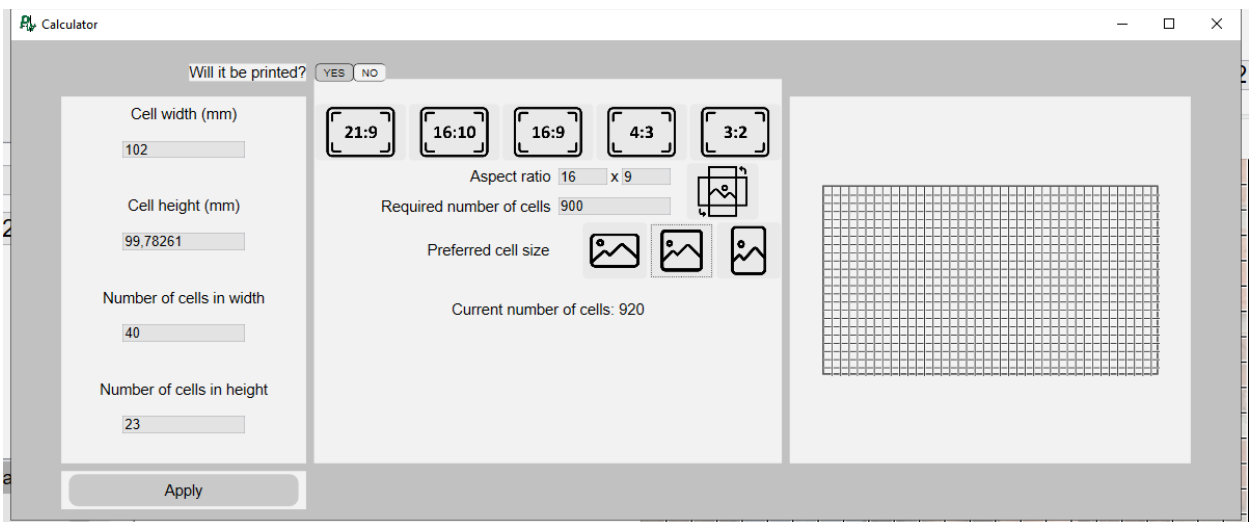 Calculator
Will it be printed? YES NO
Cell width (mm)
102
Cell height (mm)
99,78261
Number of cells in width
40
Number of cells in height
23
Apply
21:9 16:10 16:9 4:3 3:2
Aspect ratio 16 x 9
Required number of cells 900
Preferred cell size
Current number of cells: 920